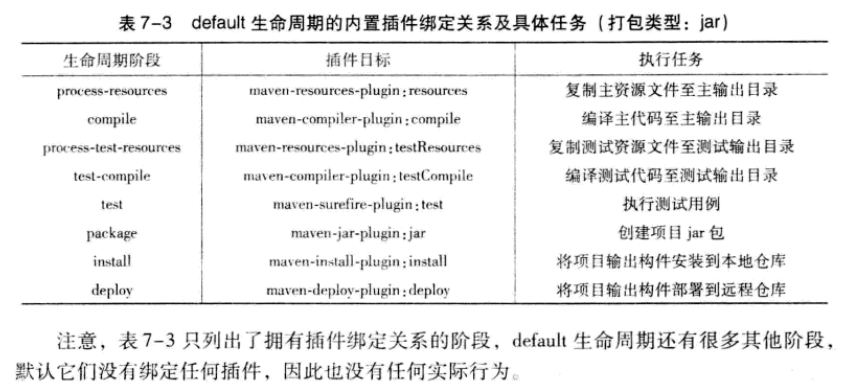 表 7-3 default 生命周期的内置插件绑定关系及具体任务（打包类型：jar）
生命周期阶段 插件目标 执行任务
process-resources maven-resources-plugin:resources 复制主资源文件至主输出目录
compile maven-compiler-plugin:compile 编译主代码至主输出目录
process-test-resources maven-resources-plugin:testResources 复制测试资源文件至测试输出目录
test-compile maven-compiler-plugin:testCompile 编译测试代码至测试输出目录
test maven-surefire-plugin:test 执行测试用例
package maven-jar-plugin:jar 创建项目 jar 包
install maven-install-plugin:install 将项目输出构件安装到本地仓库
deploy maven-deploy-plugin:deploy 将项目输出构件部署到远程仓库
注意，表 7-3 只列出了拥有插件绑定关系的阶段，default 生命周期还有很多其他阶段，
默认它们没有绑定任何插件，因此也没有任何实际行为。